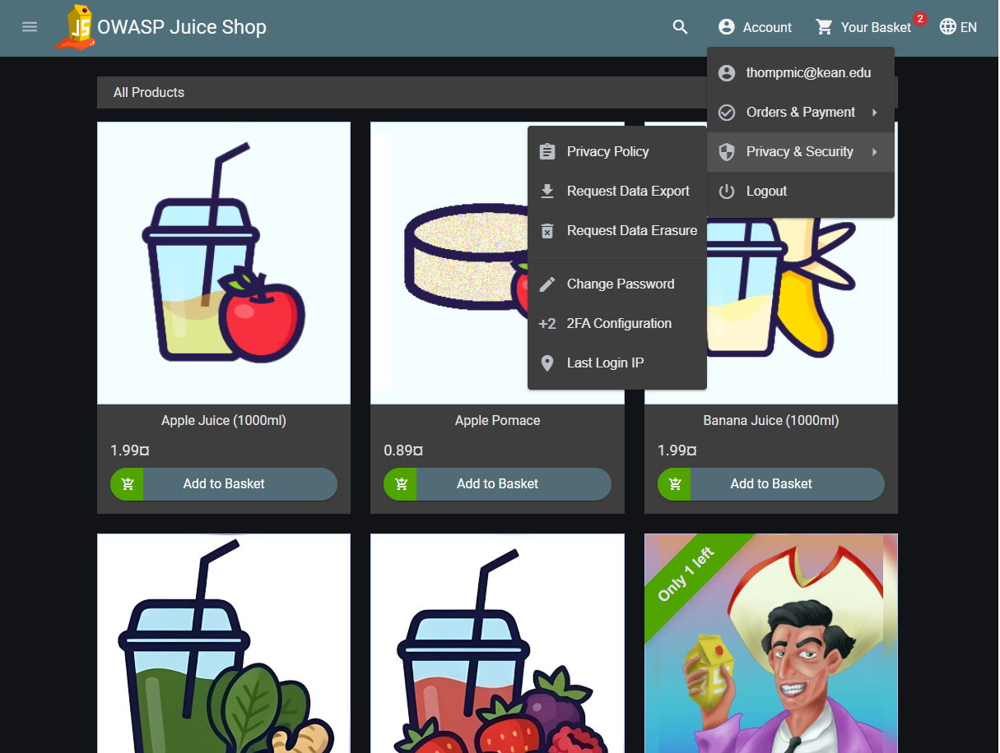 OWASP Juice Shop
Account
Your Basket
2
EN
thompmic@kean.edu
Orders & Payment
Privacy & Security
Logout
All Products
Privacy Policy
Request Data Export
Request Data Erasure
Change Password
+2 2FA Configuration
Last Login IP
Apple Juice (1000ml)
1.99¤
Add to Basket
Apple Pomace
0.89¤
Add to Basket
Banana Juice (1000ml)
1.99¤
Add to Basket
Only 1 left
JS
JS